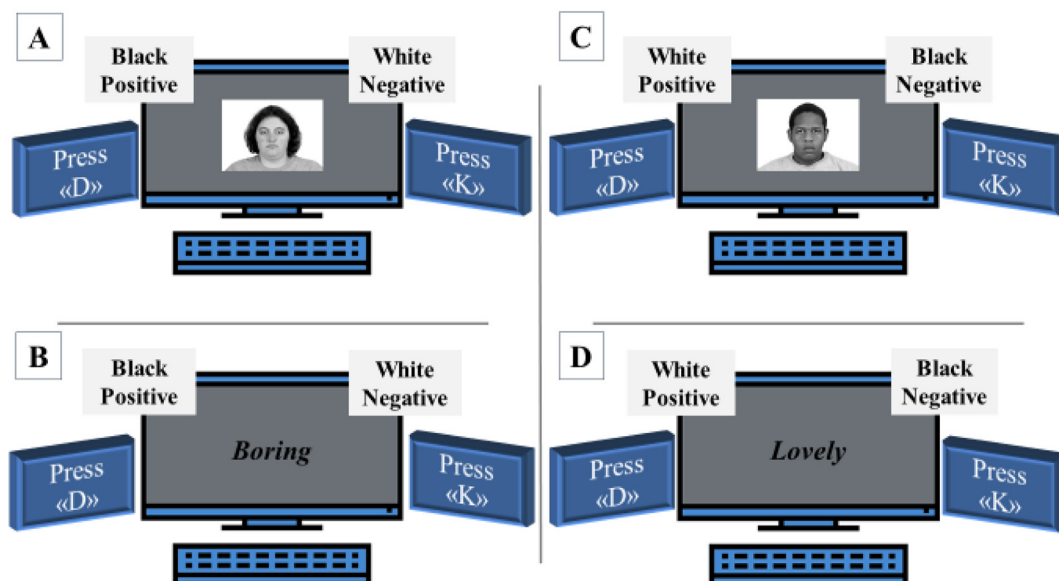 A
Black
Positive
White
Negative
Press
«D»
Press
«K»
B
Black
Positive
White
Negative
Boring
Press
«D»
Press
«K»
C
White
Positive
Black
Negative
Press
«D»
Press
«K»
D
White
Positive
Black
Negative
Lovely
Press
«D»
Press
«K»